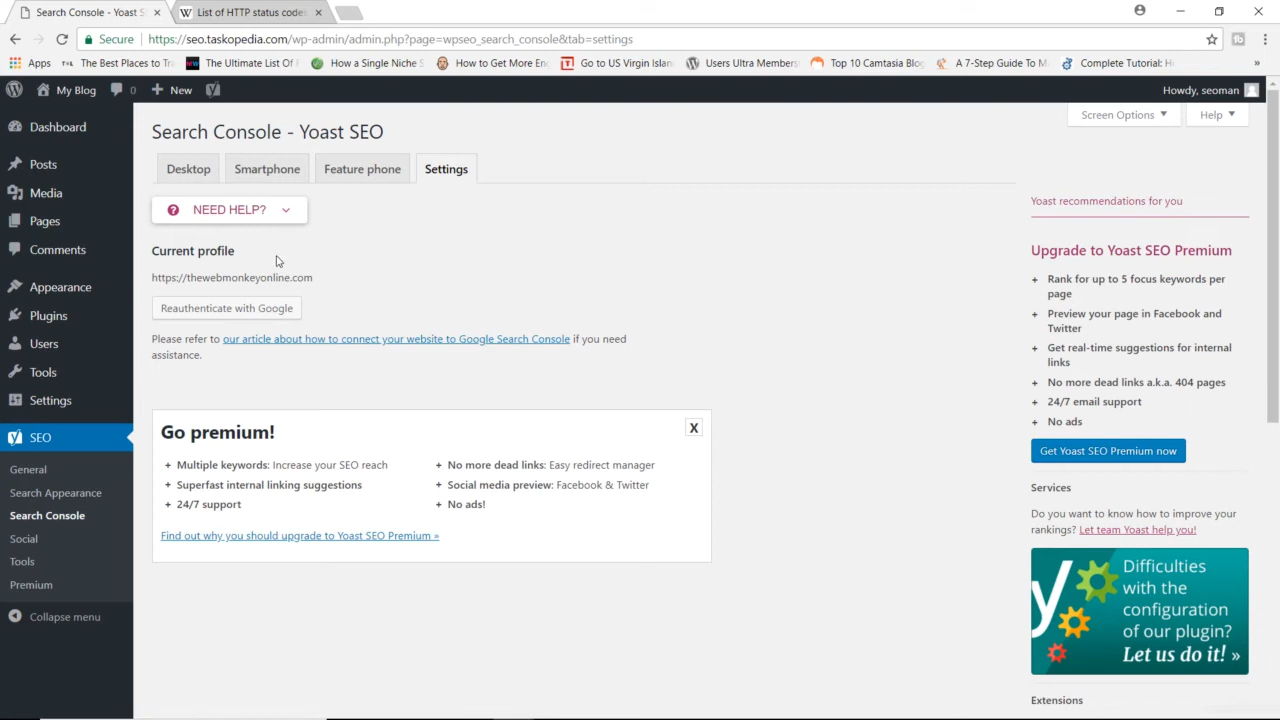 Search Console - Yoast S
List of HTTP status codes
Secure
https://seo.taskopedia.com/wp-admin/admin.php?page=wpseo_search_console&tab=settings
Apps
The Best Places to Tra
The Ultimate List Of
How a Single Niche
How to Get More En
Go to US Virgin Islan
Users Ultra Members
Top 10 Camtasia Blog
A 7-Step Guide To M
Complete Tutorial: H
»
My Blog
0
New
Howdy, seoman
Screen Options
Help
Dashboard
Posts
Media
Pages
Comments
Appearance
Plugins
Users
Tools
Settings
SEO
General
Search Appearance
Search Console
Social
Tools
Premium
Collapse menu
Search Console - Yoast SEO
Desktop
Smartphone
Feature phone
Settings
NEED HELP?
Current profile
https://thewebmonkeyonline.com
Reauthenticate with Google
Please refer to our article about how to connect your website to Google Search Console if you need
assistance.
Go premium!
X
+ Multiple keywords: Increase your SEO reach
+ Superfast internal linking suggestions
+ 24/7 support
+ No more dead links: Easy redirect manager
+ Social media preview: Facebook & Twitter
+ No ads!
Find out why you should upgrade to Yoast SEO Premium »
Yoast recommendations for you
Upgrade to Yoast SEO Premium
+ Rank for up to 5 focus keywords per
page
+ Preview your page in Facebook and
Twitter
+ Get real-time suggestions for internal
links
+ No more dead links a.k.a. 404 pages
+ 24/7 email support
+ No ads
Get Yoast SEO Premium now
Services
Do you want to know how to improve your
rankings? Let team Yoast help you!
Difficulties
with the
configuration
of our plugin?
Let us do it! »
Extensions